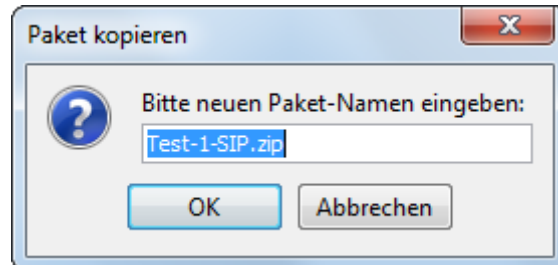 Paket kopieren
Bitte neuen Paket-Namen eingeben:
Test-1-SIP.zip
OK
Abbrechen